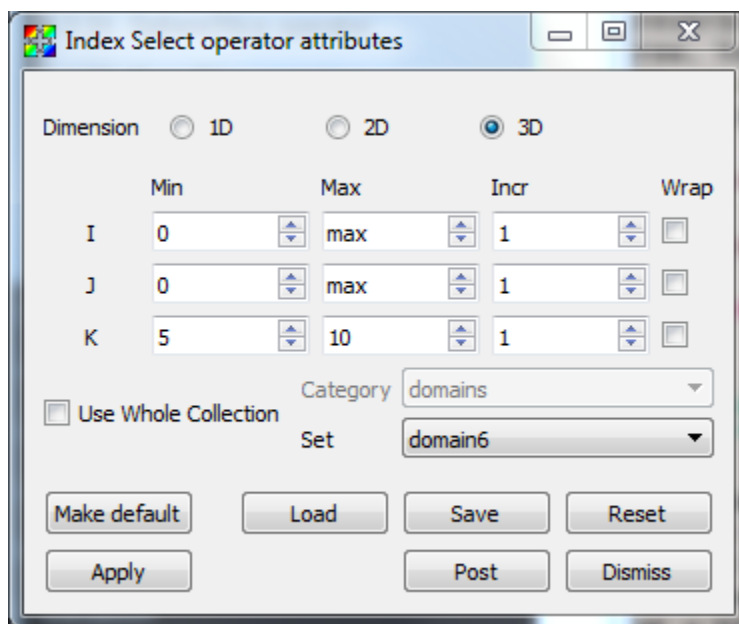 Index Select operator attributes
Dimension 1D 2D 3D
Min Max Incr Wrap
I 0 max 1
J 0 max 1
K 5 10 1
Category domains
Use Whole Collection
Set domain6
Make default Load Save Reset
Apply Post Dismiss